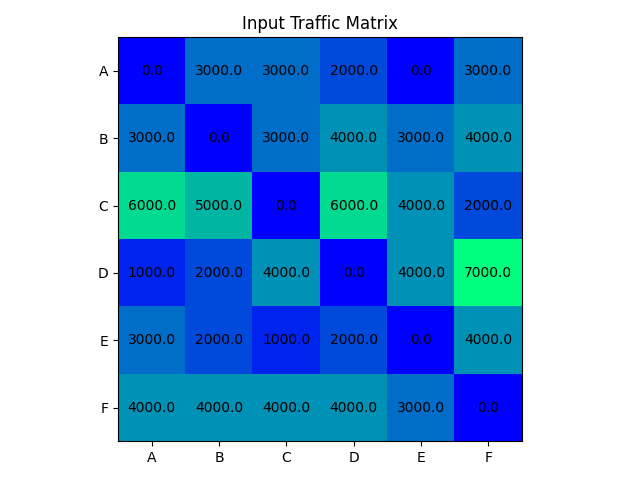 Input Traffic Matrix
A 0.0 3000.0 3000.0 2000.0 0.0 3000.0
B 3000.0 0.0 3000.0 4000.0 3000.0 4000.0
C 6000.0 5000.0 0.0 6000.0 4000.0 2000.0
D 1000.0 2000.0 4000.0 0.0 4000.0 7000.0
E 3000.0 2000.0 1000.0 2000.0 0.0 4000.0
F 4000.0 4000.0 4000.0 4000.0 3000.0 0.0
A B C D E F